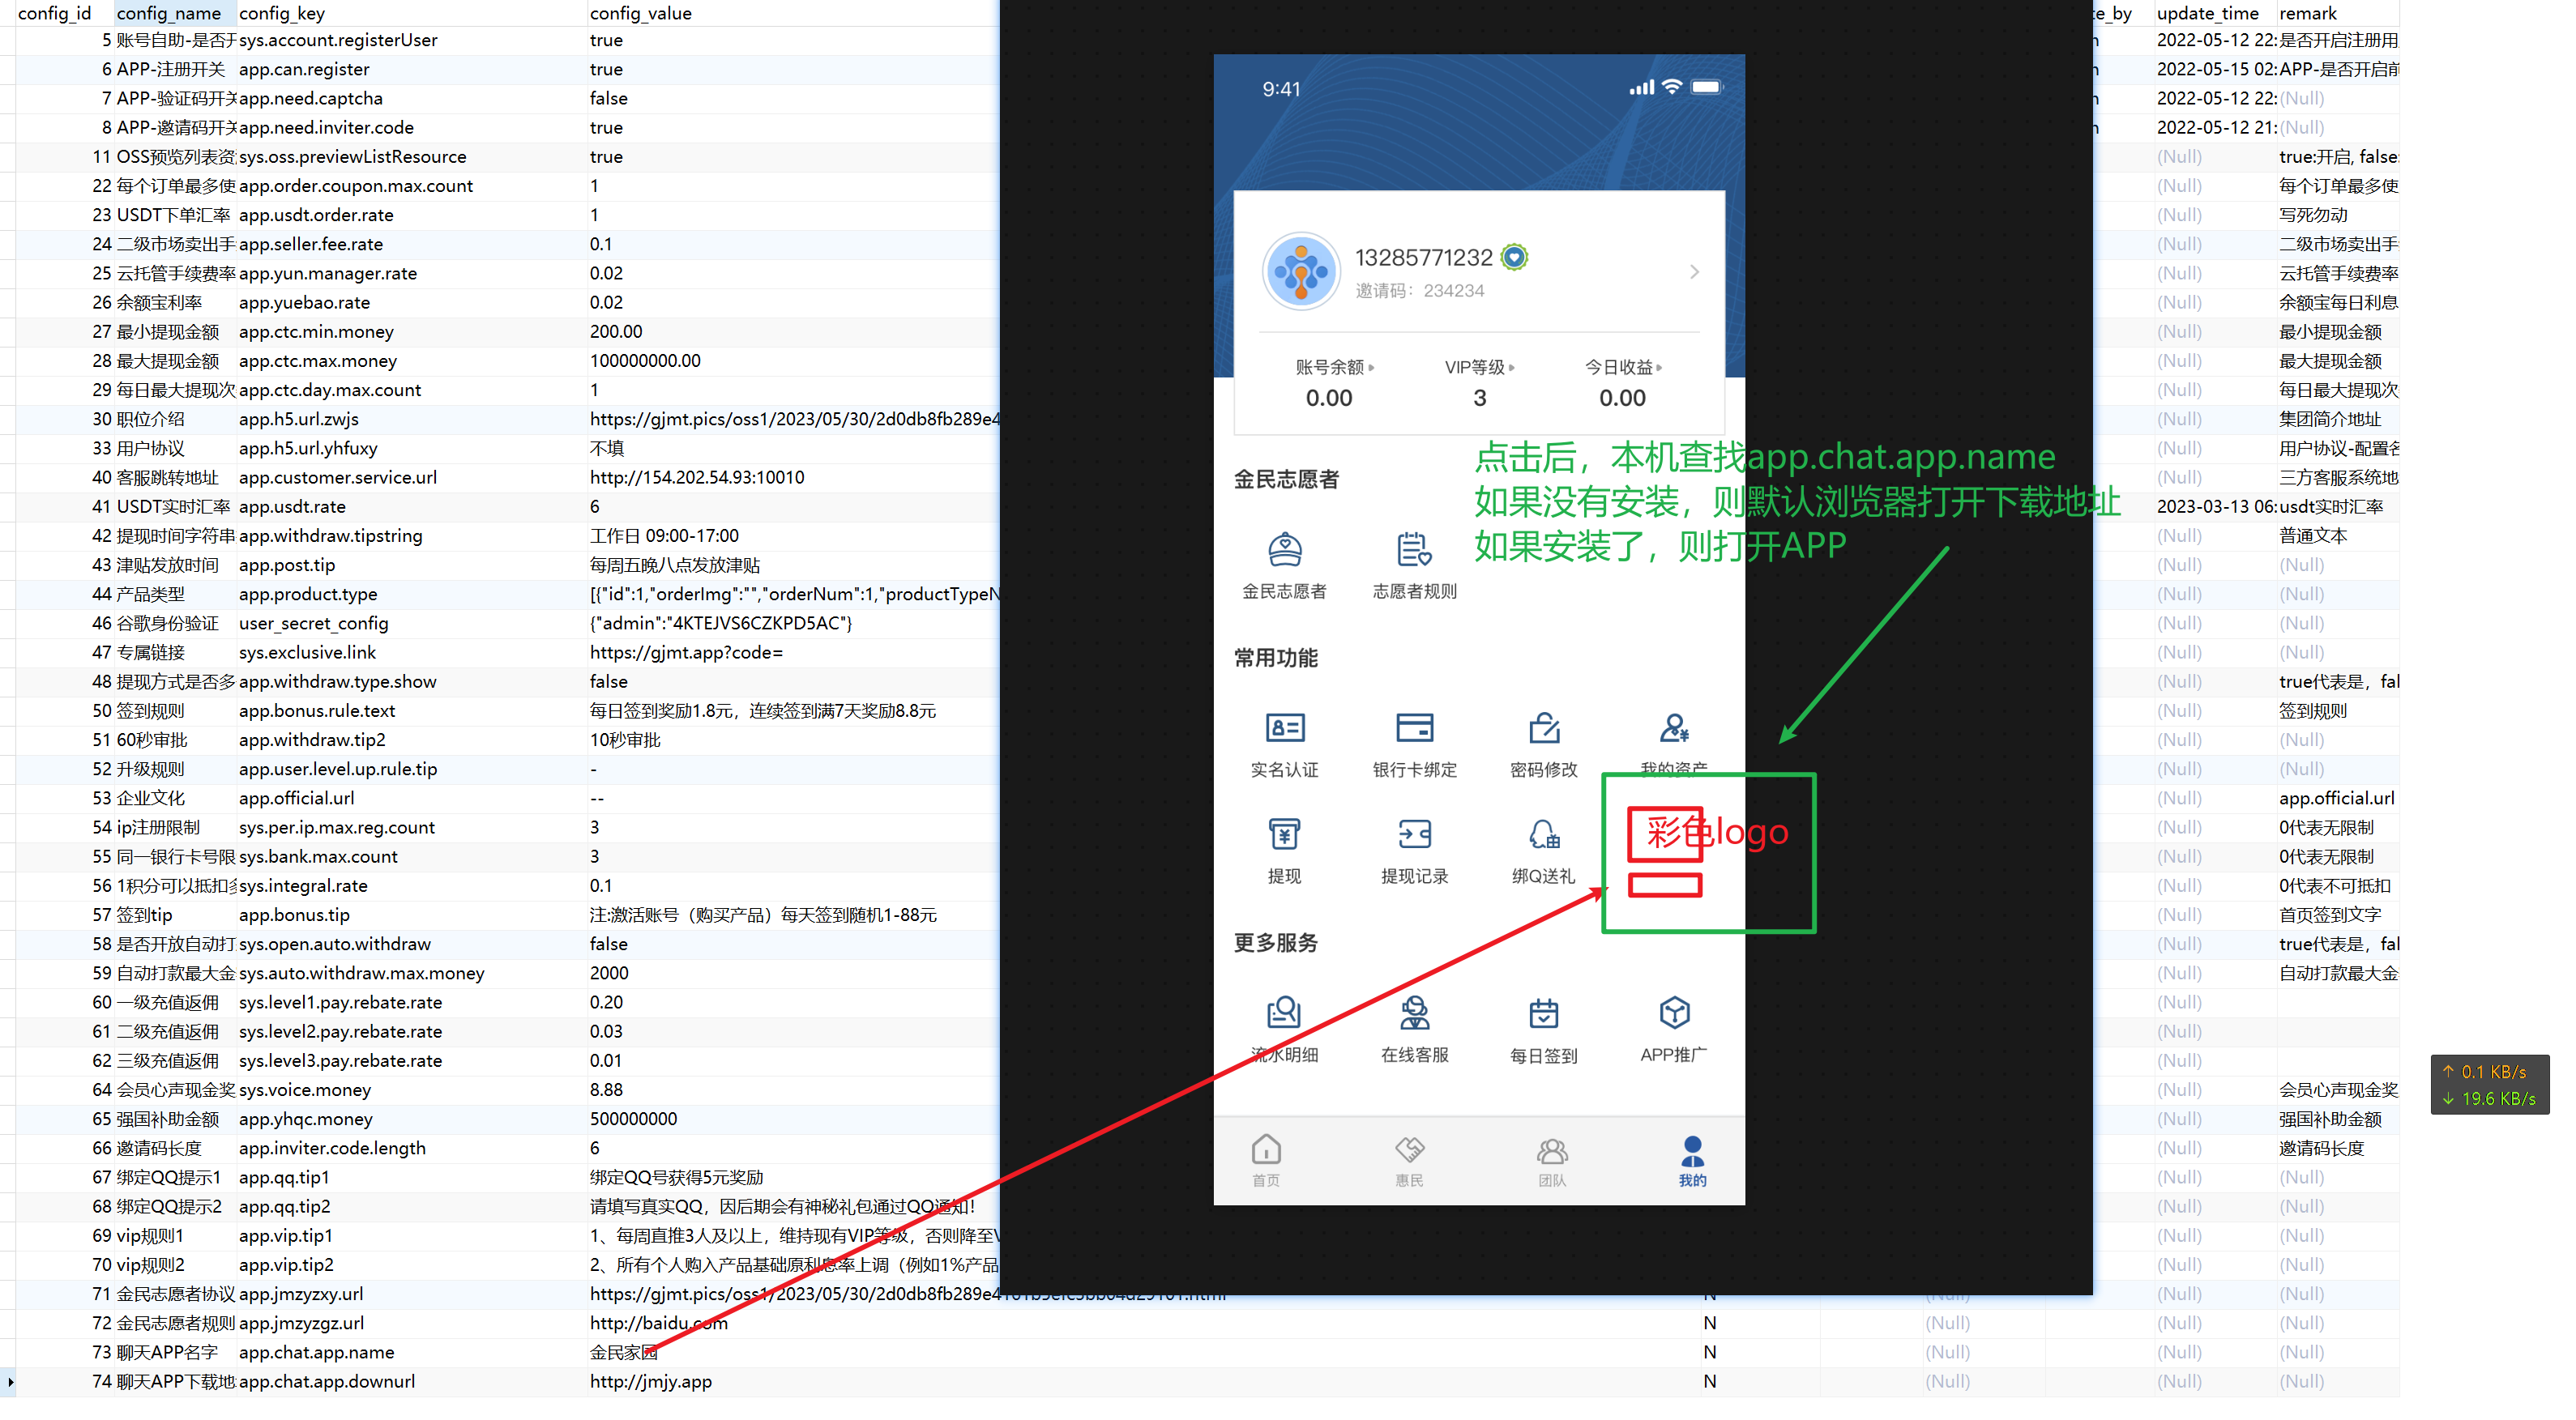 config_id config_name config_key config_value te_by update_time remark
5 账号自助-是否开 sys.account.registerUser true 2022-05-12 22: 是否开启注册用
6 APP-注册开关 app.can.register true 2022-05-15 02: APP-是否开启前
7 APP-验证码开关 app.need.captcha false 2022-05-12 22: (Null)
8 APP-邀请码开关 app.need.inviter.code true 2022-05-12 21: (Null)
11 OSS预览列表资 sys.oss.previewListResource true (Null) true:开启, false:
22 每个订单最多使 app.order.coupon.max.count 1 (Null) 每个订单最多使
23 USDT下单汇率 app.usdt.order.rate 1 (Null) 写死勿动
24 二级市场卖出手 app.seller.fee.rate 0.1 (Null) 二级市场卖出手
25 云托管手续费率 app.yun.manager.rate 0.02 (Null) 云托管手续费率
26 余额宝利率 app.yuebao.rate 0.02 (Null) 余额宝每日利息
27 最小提现金额 app.ctc.min.money 200.00 (Null) 最小提现金额
28 最大提现金额 app.ctc.max.money 100000000.00 (Null) 最大提现金额
29 每日最大提现次 app.ctc.day.max.count 1 (Null) 每日最大提现次
30 职位介绍 app.h5.url.zwjs https://gjmt.pics/oss1/2023/05/30/2d0db8fb289e4 (Null) 集团简介地址
33 用户协议 app.h5.url.yhfuxy 不填 (Null) 用户协议-配置名
40 客服跳转地址 app.customer.service.url http://154.202.54.93:10010 (Null) 三方客服系统地
41 USDT实时汇率 app.usdt.rate 6 2023-03-13 06: usdt实时汇率
42 提现时间字符串 app.withdraw.tipstring 工作日 09:00-17:00 (Null) 普通文本
43 津贴发放时间 app.post.tip 每周五晚八点发放津贴 (Null) (Null)
44 产品类型 app.product.type [{"id":1,"orderImg":"","orderNum":1,"productTypeN (Null) (Null)
46 谷歌身份验证 user_secret_config {"admin":"4KTEJVS6CZKPD5AC"} (Null) (Null)
47 专属链接 sys.exclusive.link https://gjmt.app?code= (Null) (Null)
48 提现方式是否多 app.withdraw.type.show false (Null) true代表是，fal
50 签到规则 app.bonus.rule.text 每日签到奖励1.8元，连续签到满7天奖励8.8元 (Null) 签到规则
51 60秒审批 app.withdraw.tip2 10秒审批 (Null) (Null)
52 升级规则 app.user.level.up.rule.tip - (Null) (Null)
53 企业文化 app.official.url -- (Null) app.official.url
54 ip注册限制 sys.per.ip.max.reg.count 3 (Null) 0代表无限制
55 同一银行卡号限 sys.bank.max.count 3 (Null) 0代表无限制
56 1积分可以抵扣多 sys.integral.rate 0.1 (Null) 0代表不可抵扣
57 签到tip app.bonus.tip 注:激活账号（购买产品）每天签到随机1-88元 (Null) 首页签到文字
58 是否开放自动打 sys.open.auto.withdraw false (Null) true代表是，fal
59 自动打款最大金 sys.auto.withdraw.max.money 2000 (Null) 自动打款最大金
60 一级充值返佣 sys.level1.pay.rebate.rate 0.20 (Null)
61 二级充值返佣 sys.level2.pay.rebate.rate 0.03 (Null)
62 三级充值返佣 sys.level3.pay.rebate.rate 0.01 (Null)
64 会员心声现金奖 sys.voice.money 8.88 (Null) 会员心声现金奖
65 强国补助金额 app.yhqc.money 500000000 (Null) 强国补助金额
66 邀请码长度 app.inviter.code.length 6 (Null) 邀请码长度
67 绑定QQ提示1 app.qq.tip1 绑定QQ号获得5元奖励 (Null) (Null)
68 绑定QQ提示2 app.qq.tip2 请填写真实QQ，因后期会有神秘礼包通过QQ通知！ (Null) (Null)
69 vip规则1 app.vip.tip1 1、每周直推3人及以上，维持现有VIP等级，否则降至V (Null) (Null)
70 vip规则2 app.vip.tip2 2、所有个人购入产品基础原利息率上调（例如1%产品 (Null) (Null)
71 金民志愿者协议 app.jmzyzxy.url https://gjmt.pics/oss1/2023/05/30/2d0db8fb289e4 N (Null) (Null) (Null)
72 金民志愿者规则 app.jmzyzgz.url http://baidu.com N (Null) (Null) (Null)
73 聊天APP名字 app.chat.app.name 金民家园 N (Null) (Null) (Null)
74 聊天APP下载地 app.chat.app.downurl http://jmjy.app N (Null) (Null) (Null)
9:41
13285771232
邀请码：234234
账号余额 VIP等级 今日收益
0.00 3 0.00
点击后，本机查找app.chat.app.name
如果没有安装，则默认浏览器打开下载地址
如果安装了，则打开APP
金民志愿者
金民志愿者 志愿者规则
常用功能
实名认证 银行卡绑定 密码修改 我的资产
彩色logo
提现 提现记录 绑Q送礼
更多服务
流水明细 在线客服 每日签到 APP推广
首页 惠民 团队 我的
↑ 0.1 KB/s
↓ 19.6 KB/s